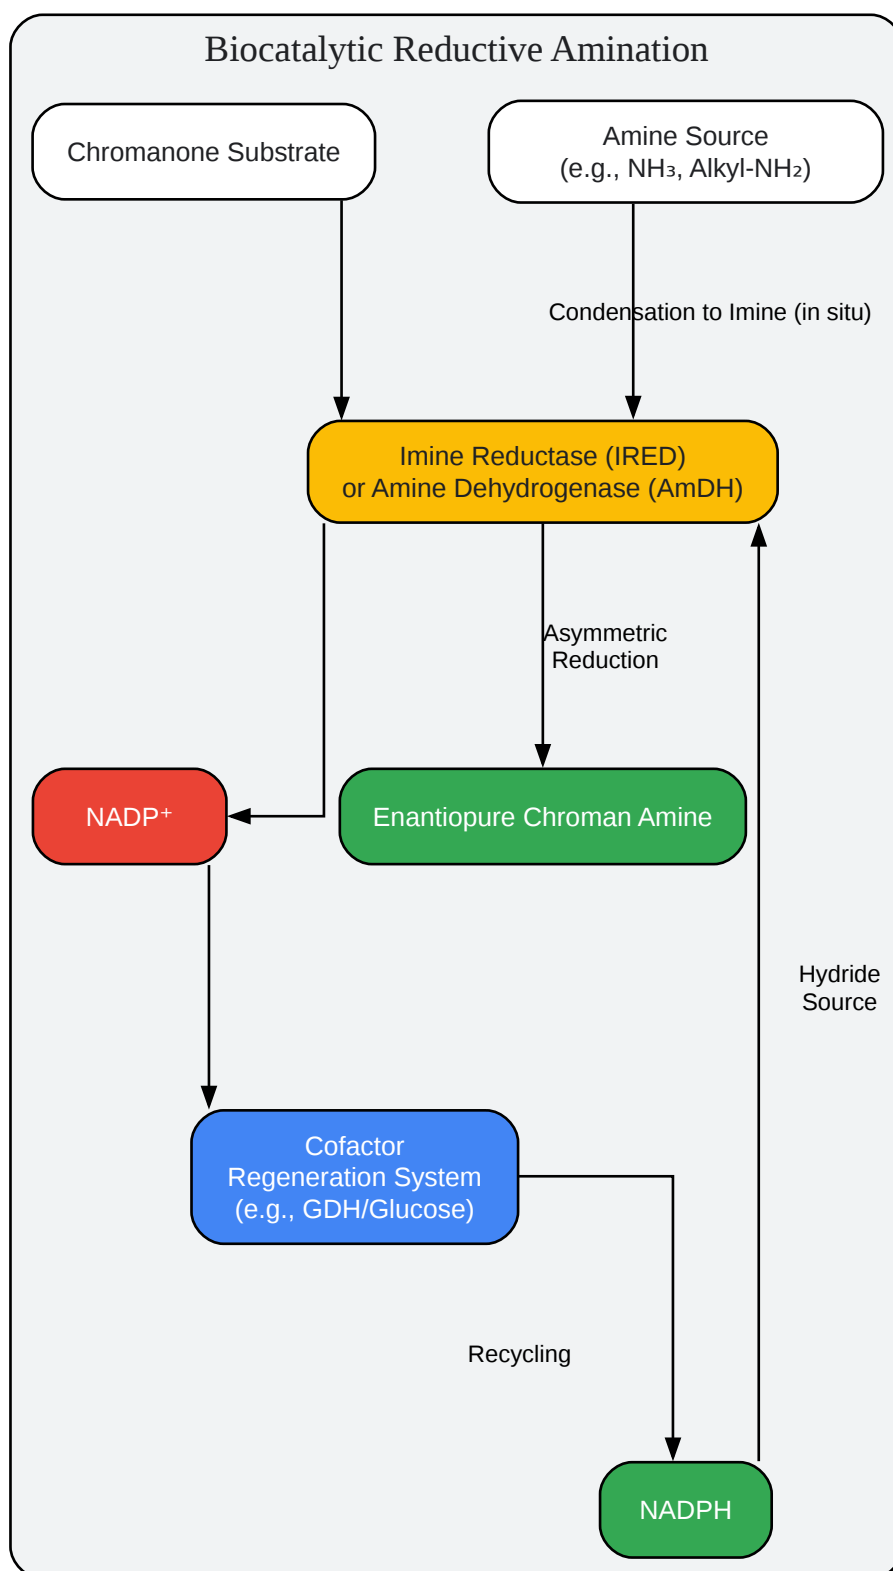 Biocatalytic Reductive Amination
Chromanone Substrate
Amine Source
(e.g., NH₃, Alkyl-NH₂)
Condensation to Imine (in situ)
Imine Reductase (IRED)
or Amine Dehydrogenase (AmDH)
Asymmetric
Reduction
NADP⁺
Enantiopure Chroman Amine
Hydride
Source
Cofactor
Regeneration System
(e.g., GDH/Glucose)
Recycling
NADPH